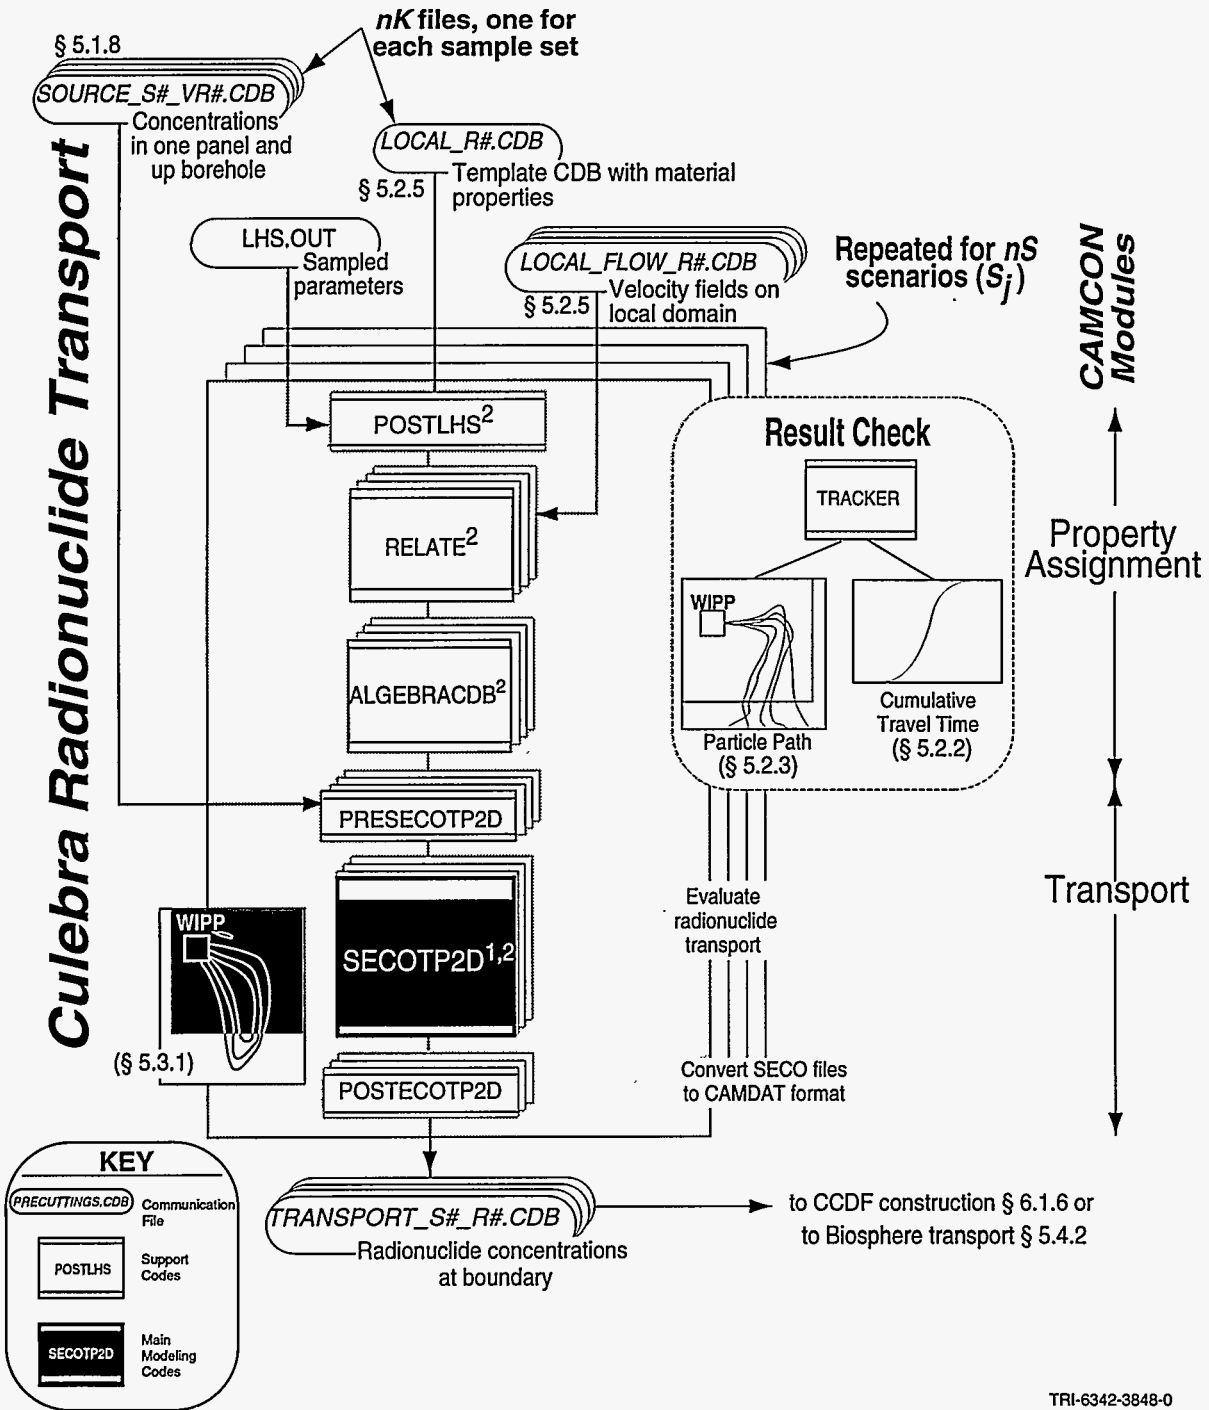 nK files, one for
each sample set
§ 5.1.8
SOURCE_S#_VR#.CDB
Concentrations
in one panel and
up borehole
LOCAL_R#.CDB
Template CDB with material
properties
§ 5.2.5
LHS.OUT
Sampled
parameters
LOCAL_FLOW_R#.CDB
Velocity fields on
local domain
§ 5.2.5
Repeated for nS
scenarios (Sj)
CAMCON
Modules
Culebra Radionuclide Transport
POSTLHS2
RELATE2
ALGEBRACDB2
PRESECOTP2D
SECOTP2D1,2
POSTECOTP2D
Result Check
TRACKER
WIPP
Particle Path
(§ 5.2.3)
Cumulative
Travel Time
(§ 5.2.2)
Property
Assignment
Transport
Evaluate
radionuclide
transport
Convert SECO files
to CAMDAT format
WIPP
(§ 5.3.1)
TRANSPORT_S#_R#.CDB
Radionuclide concentrations
at boundary
to CCDF construction § 6.1.6 or
to Biosphere transport § 5.4.2
KEY
PRECUTTINGS.CDB
Communication
File
POSTLHS
Support
Codes
SECOTP2D
Main
Modeling
Codes
TRI-6342-3848-0